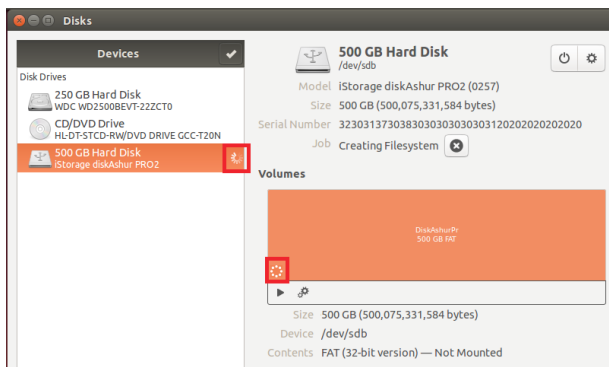 Disks
Devices
Disk Drives
250 GB Hard Disk
WDC WD2500BEVT-22ZCT0
CD/DVD Drive
HL-DT-STCD-RW/DVD DRIVE GCC-T20N
500 GB Hard Disk
iStorage diskAshur PRO2
500 GB Hard Disk
/dev/sdb
Model iStorage diskAshur PRO2 (0257)
Size 500 GB (500,075,331,584 bytes)
Serial Number 32303137303830303030303031202020202020
Job Creating Filesystem
Volumes
DiskAshurPr
500 GB FAT
Size 500 GB (500,075,331,584 bytes)
Device /dev/sdb
Contents FAT (32-bit version) — Not Mounted